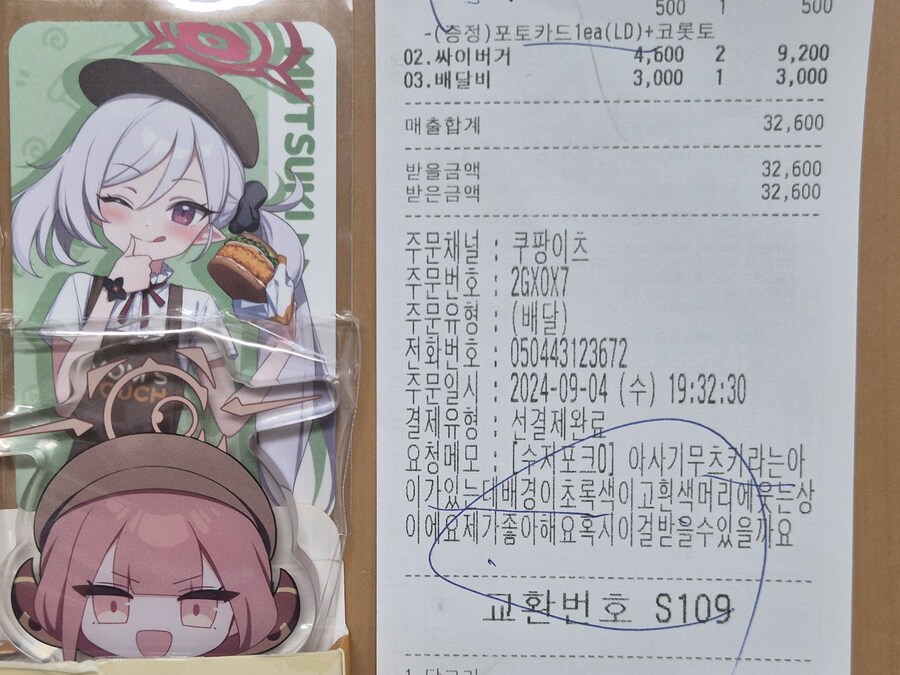 MUTSUKI
MOM'S
TOUCH
500 1 500
-(증정)포토카드1ea(LD)+코롯토
02.싸이버거 4,600 2 9,200
03.배달비 3,000 1 3,000
매출합계 32,600
받을금액 32,600
받은금액 32,600
주문채널 : 쿠팡이츠
주문번호 : 2GX0X7
주문유형 : (배달)
전화번호 : 050443123672
주문일시 : 2024-09-04 (수) 19:32:30
결제유형 : 선결제완료
요청메모 : [수저포크O] 아사기무츠키라는아
이가있는데배경이초록색이고흰색머리에웃는상
이에요제가좋아해요혹시이걸받을수있을까요
교환번호 S109